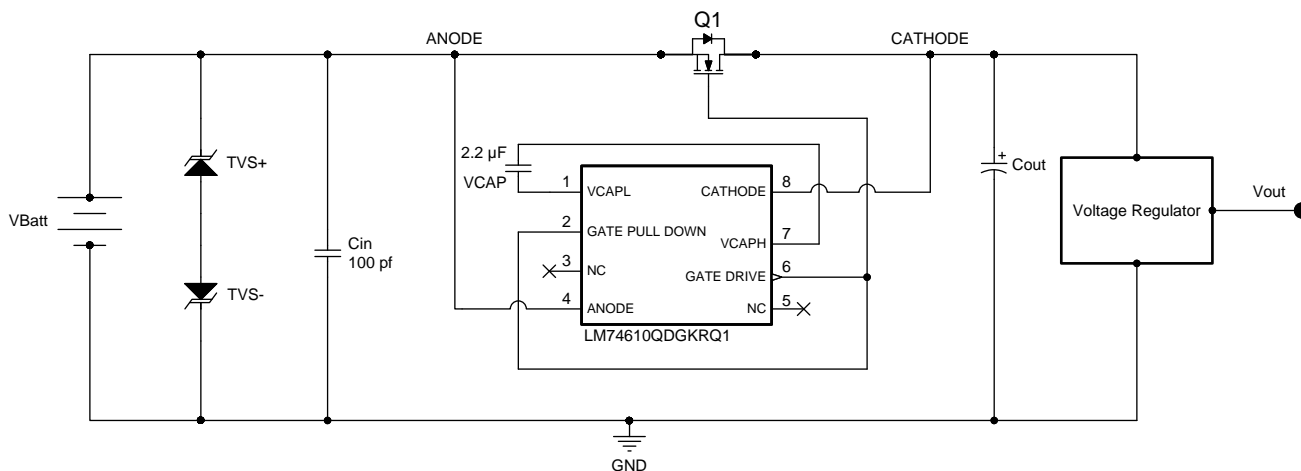 Q1
ANODE
CATHODE
2.2 µF
VCAP
TVS+
+
Cout
1
VCAPL
CATHODE
8
VBatt
2
GATE PULL DOWN
VCAPH
7
Voltage Regulator
Vout
Cin
100 pf
3
NC
GATE DRIVE
6
TVS-
4
ANODE
NC
5
LM74610QDGKRQ1
GND